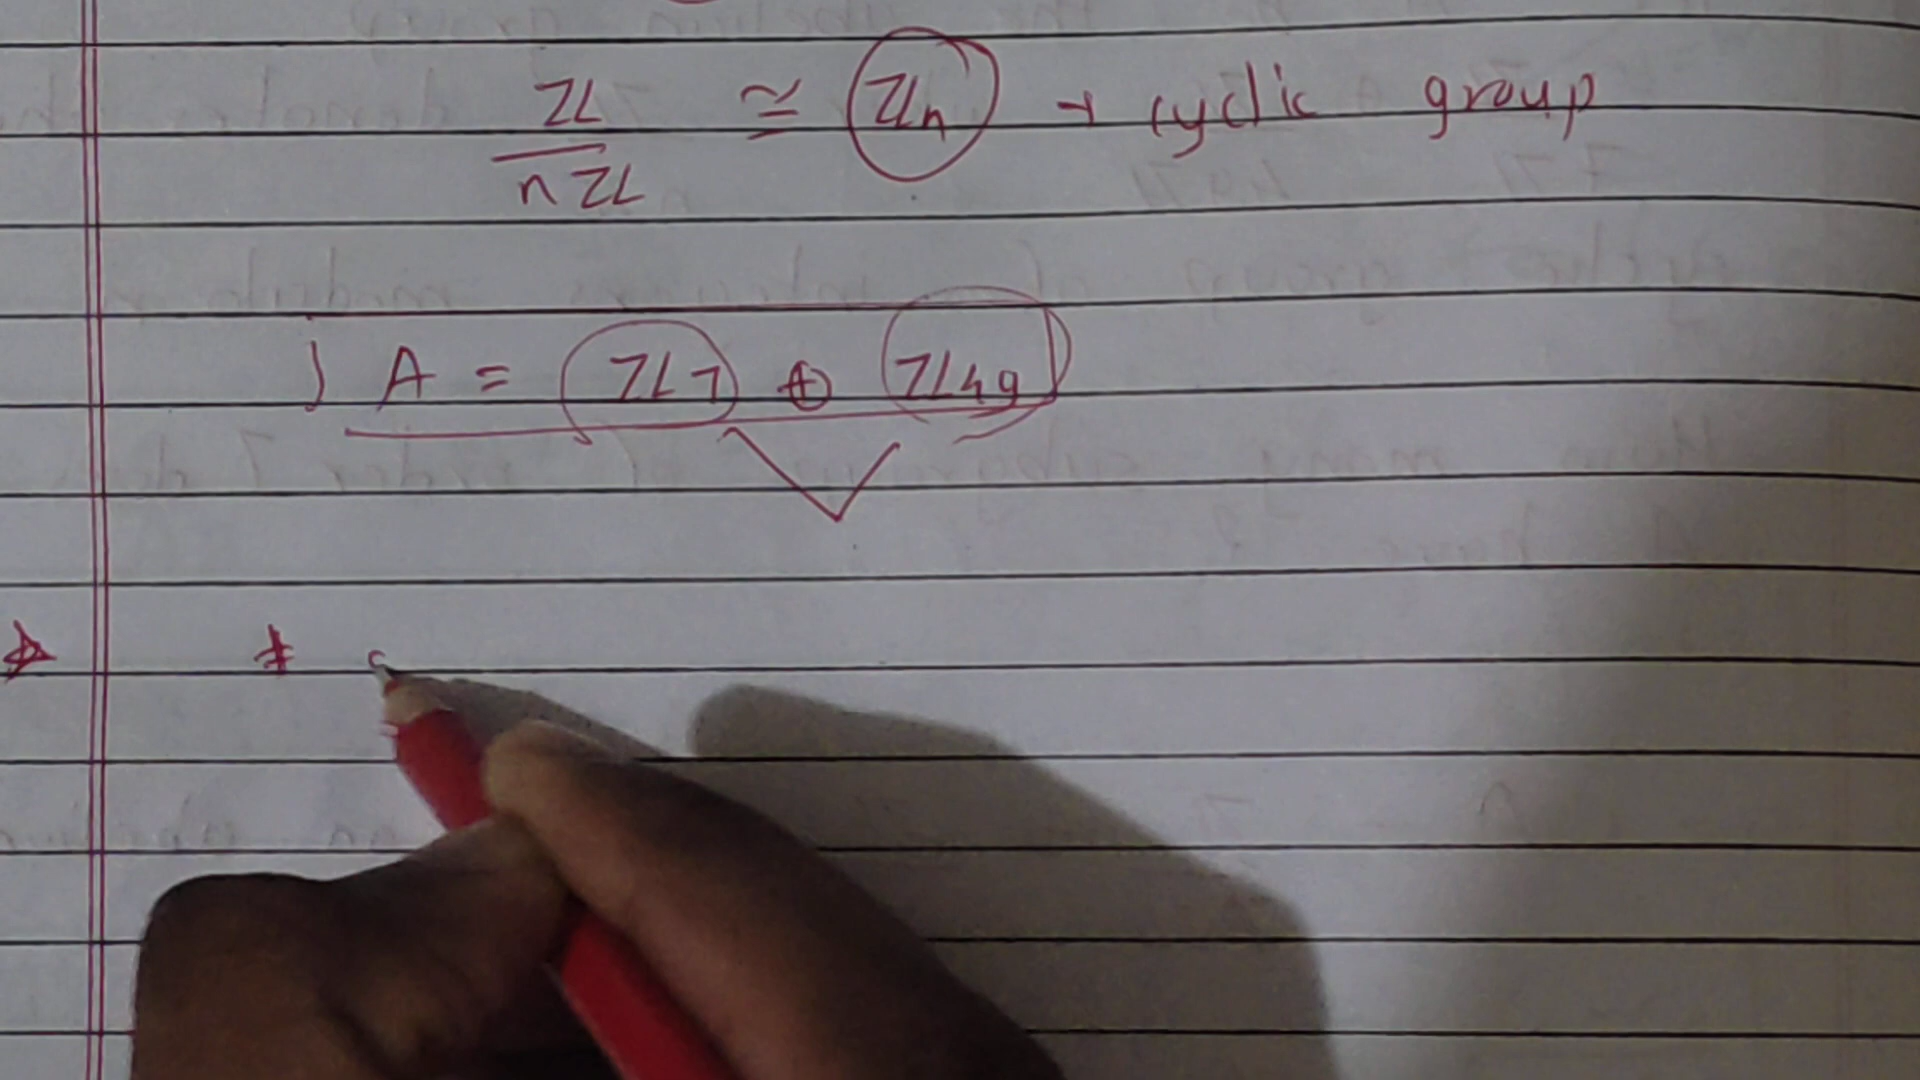 ℤ / nℤ ≅ ℤn → cyclic group
) A = ℤ7 ⊕ ℤ49
*